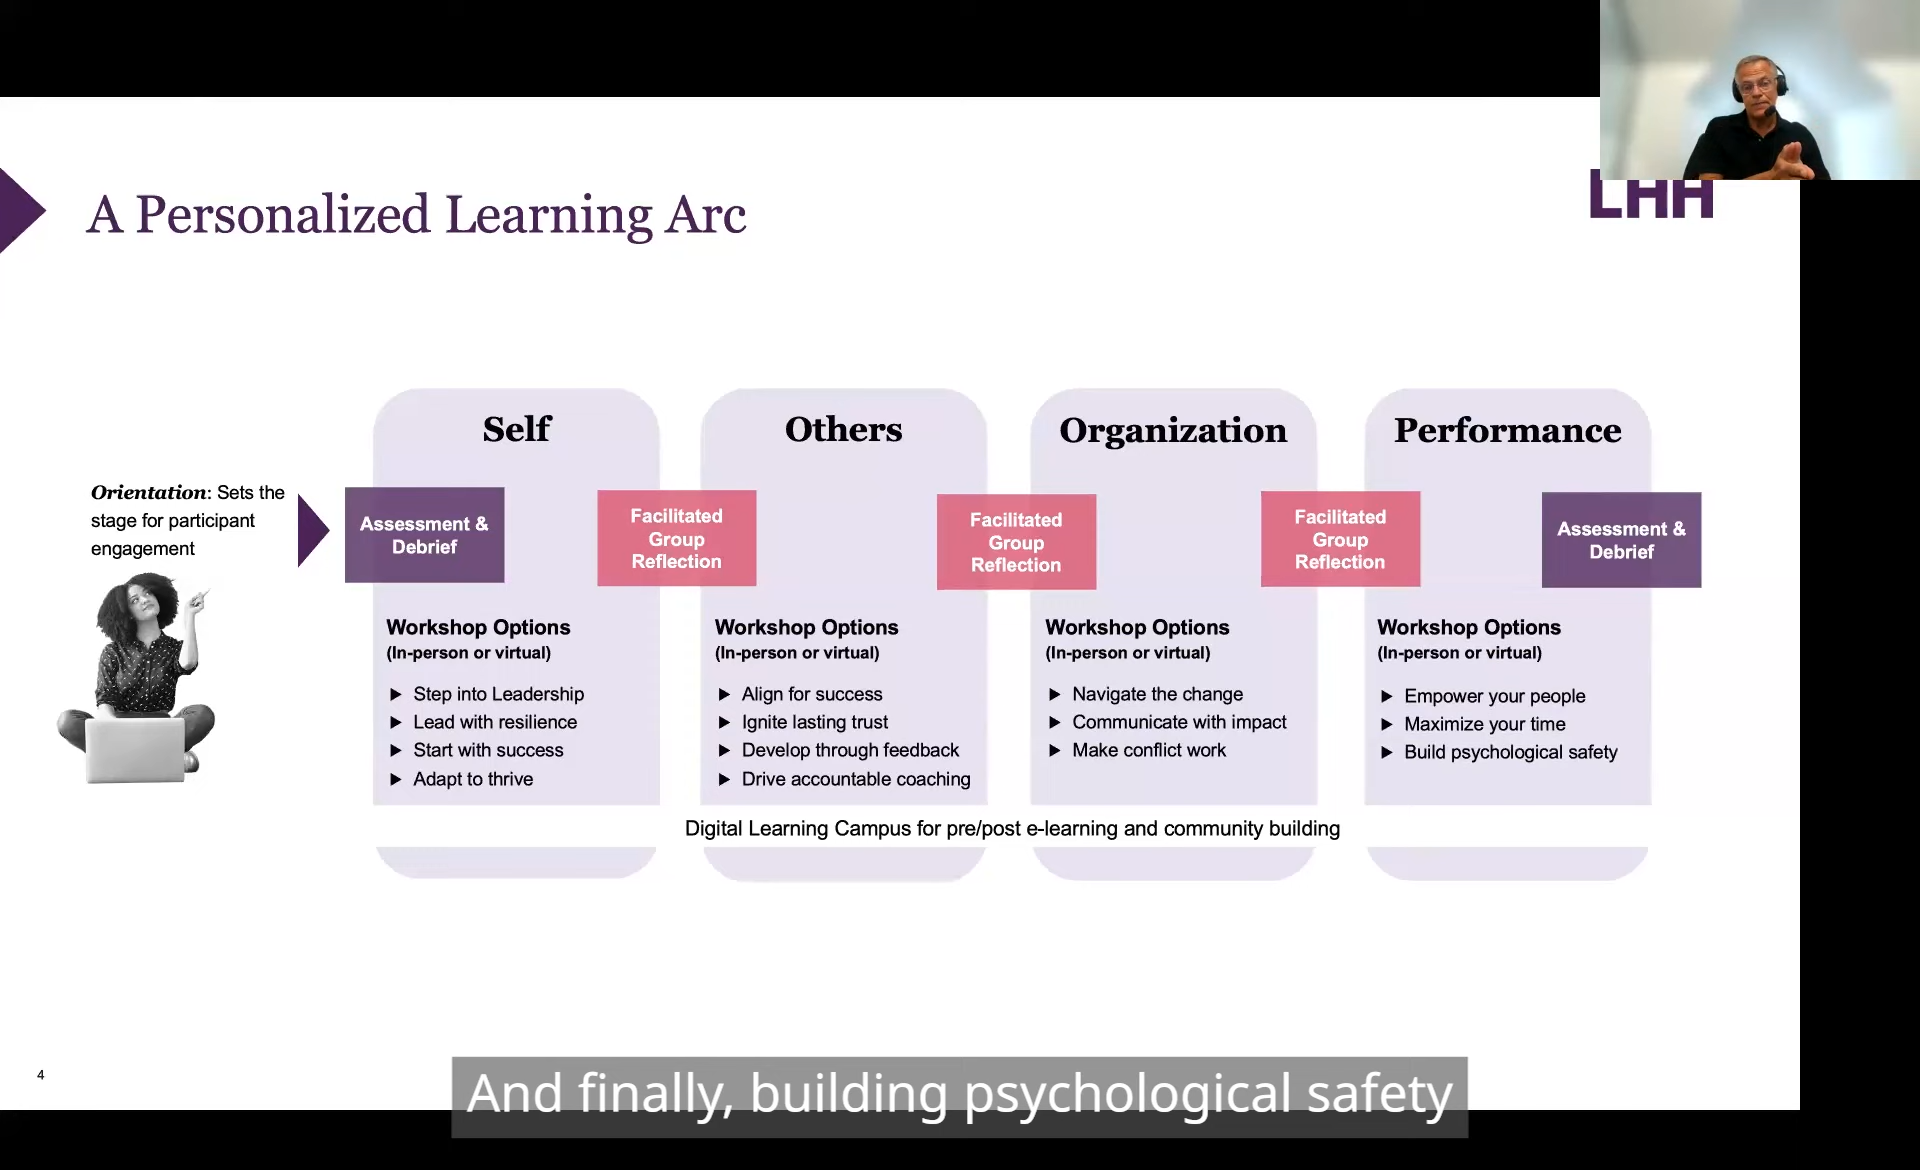 A Personalized Learning Arc
LHH
Self
Others
Organization
Performance
Orientation: Sets the
stage for participant
engagement
Assessment &
Debrief
Facilitated
Group
Reflection
Facilitated
Group
Reflection
Facilitated
Group
Reflection
Assessment &
Debrief
Workshop Options
(In-person or virtual)
Step into Leadership
Lead with resilience
Start with success
Adapt to thrive
Workshop Options
(In-person or virtual)
Align for success
Ignite lasting trust
Develop through feedback
Drive accountable coaching
Workshop Options
(In-person or virtual)
Navigate the change
Communicate with impact
Make conflict work
Workshop Options
(In-person or virtual)
Empower your people
Maximize your time
Build psychological safety
Digital Learning Campus for pre/post e-learning and community building
4
And finally, building psychological safety